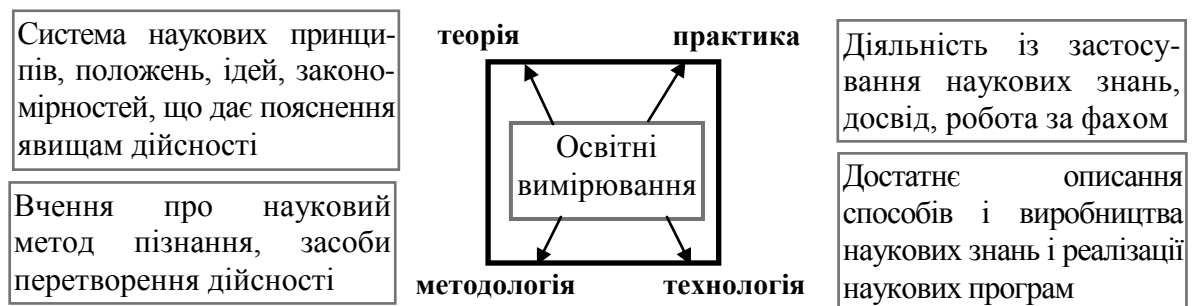 Система наукових принци-
пів, положень, ідей, законо-
мірностей, що дає пояснення
явищам дійсності
Вчення про науковий
метод пізнання, засоби
перетворення дійсності
теорія
практика
Освітні
вимірювання
методологія
технологія
Діяльність із застосу-
вання наукових знань,
досвід, робота за фахом
Достатнє описання
способів і виробництва
наукових знань і реалізації
наукових програм